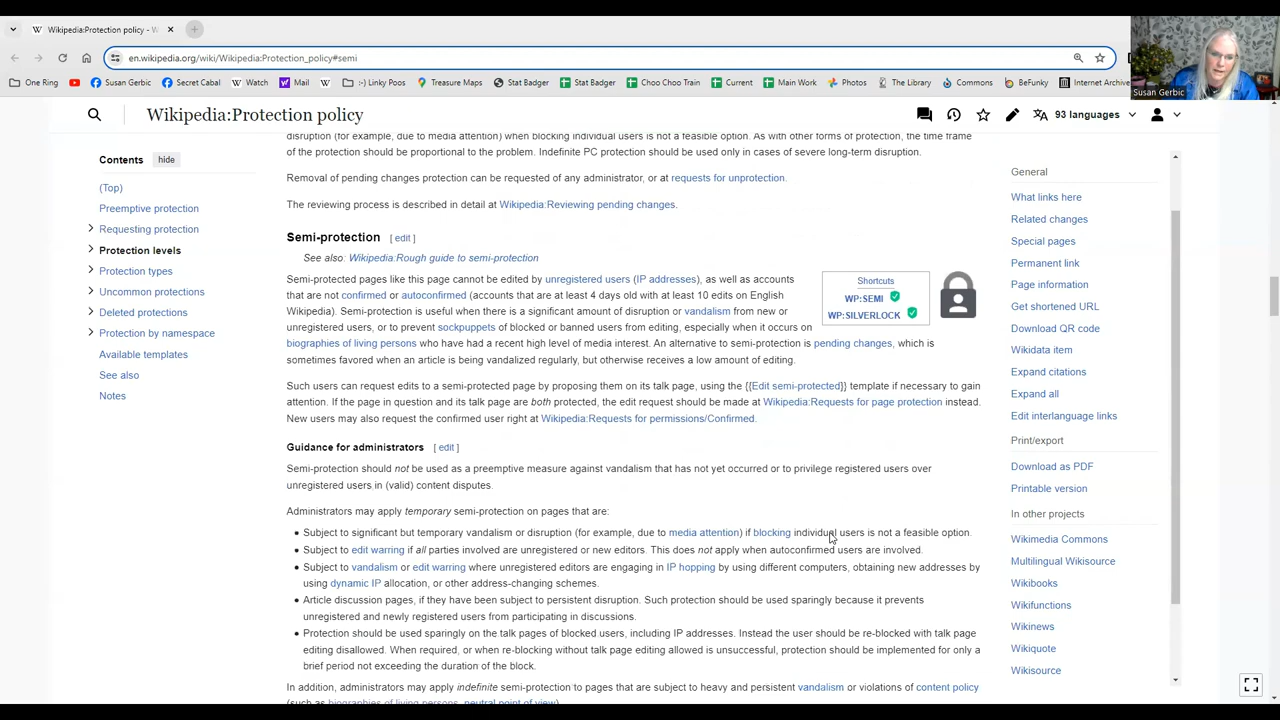 Wikipedia:Protection policy - W
en.wikipedia.org/wiki/Wikipedia:Protection_policy#semi
One Ring
Susan Gerbic
Secret Cabal
Watch
Mail
:-) Linky Poos
Treasure Maps
Stat Badger
Stat Badger
Choo Choo Train
Current
Main Work
Photos
The Library
Commons
BeFunky
Internet Archiv
Susan Gerbic
Wikipedia:Protection policy
93 languages
Contents
hide
(Top)
Preemptive protection
Requesting protection
Protection levels
Protection types
Uncommon protections
Deleted protections
Protection by namespace
Available templates
See also
Notes
disruption (for example, due to media attention) when blocking individual users is not a feasible option. As with other forms of protection, the time frame
of the protection should be proportional to the problem. Indefinite PC protection should be used only in cases of severe long-term disruption.
Removal of pending changes protection can be requested of any administrator, or at requests for unprotection.
The reviewing process is described in detail at Wikipedia:Reviewing pending changes.
Semi-protection [ edit ]
See also: Wikipedia:Rough guide to semi-protection
Semi-protected pages like this page cannot be edited by unregistered users (IP addresses), as well as accounts
that are not confirmed or autoconfirmed (accounts that are at least 4 days old with at least 10 edits on English
Wikipedia). Semi-protection is useful when there is a significant amount of disruption or vandalism from new or
unregistered users, or to prevent sockpuppets of blocked or banned users from editing, especially when it occurs on
biographies of living persons who have had a recent high level of media interest. An alternative to semi-protection is pending changes, which is
sometimes favored when an article is being vandalized regularly, but otherwise receives a low amount of editing.
Shortcuts
WP:SEMI
WP:SILVERLOCK
Such users can request edits to a semi-protected page by proposing them on its talk page, using the {{Edit semi-protected}} template if necessary to gain
attention. If the page in question and its talk page are both protected, the edit request should be made at Wikipedia:Requests for page protection instead.
New users may also request the confirmed user right at Wikipedia:Requests for permissions/Confirmed.
Guidance for administrators [ edit ]
Semi-protection should not be used as a preemptive measure against vandalism that has not yet occurred or to privilege registered users over
unregistered users in (valid) content disputes.
Administrators may apply temporary semi-protection on pages that are:
• Subject to significant but temporary vandalism or disruption (for example, due to media attention) if blocking individual users is not a feasible option.
• Subject to edit warring if all parties involved are unregistered or new editors. This does not apply when autoconfirmed users are involved.
• Subject to vandalism or edit warring where unregistered editors are engaging in IP hopping by using different computers, obtaining new addresses by
using dynamic IP allocation, or other address-changing schemes.
• Article discussion pages, if they have been subject to persistent disruption. Such protection should be used sparingly because it prevents
unregistered and newly registered users from participating in discussions.
• Protection should be used sparingly on the talk pages of blocked users, including IP addresses. Instead the user should be re-blocked with talk page
editing disallowed. When required, or when re-blocking without talk page editing allowed is unsuccessful, protection should be implemented for only a
brief period not exceeding the duration of the block.
In addition, administrators may apply indefinite semi-protection to pages that are subject to heavy and persistent vandalism or violations of content policy
(such as biographies of living persons, neutral point of view)
General
What links here
Related changes
Special pages
Permanent link
Page information
Get shortened URL
Download QR code
Wikidata item
Expand citations
Expand all
Edit interlanguage links
Print/export
Download as PDF
Printable version
In other projects
Wikimedia Commons
Multilingual Wikisource
Wikibooks
Wikifunctions
Wikinews
Wikiquote
Wikisource